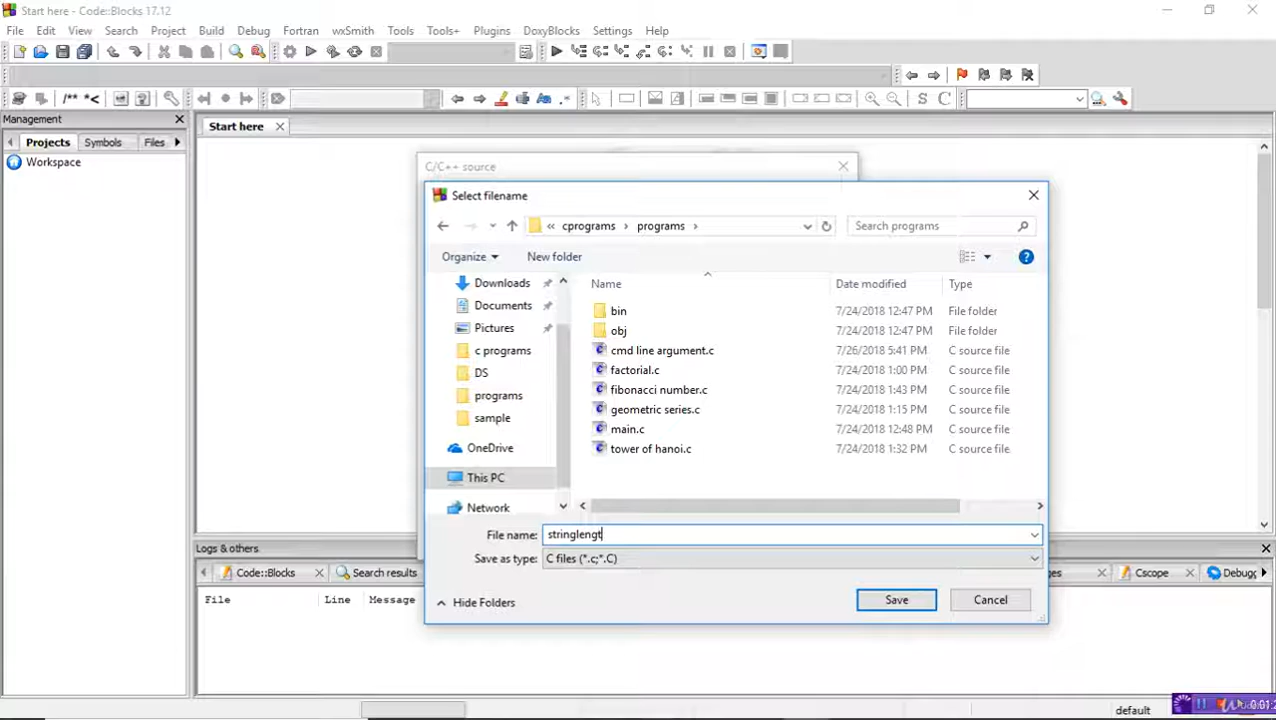 Start here - Code::Blocks 17.12
File Edit View Search Project Build Debug Fortran wxSmith Tools Tools+ Plugins DoxyBlocks Settings Help
/** *<
S C
Management
Projects Symbols Files
Workspace
Start here
C/C++ source
Select filename
« cprograms › programs ›
Search programs
Organize
New folder
Name Date modified Type
bin 7/24/2018 12:47 PM File folder
obj 7/24/2018 12:47 PM File folder
cmd line argument.c 7/26/2018 5:41 PM C source file
factorial.c 7/24/2018 1:00 PM C source file
fibonacci number.c 7/24/2018 1:43 PM C source file
geometric series.c 7/24/2018 1:15 PM C source file
main.c 7/24/2018 12:48 PM C source file
tower of hanoi.c 7/24/2018 1:32 PM C source file
Downloads
Documents
Pictures
c programs
DS
programs
sample
OneDrive
This PC
Network
File name: stringlengt
Save as type: C files (*.c;*.C)
Hide Folders
Save
Cancel
Logs & others
Code::Blocks
Search results
Cscope
File Line Message
default